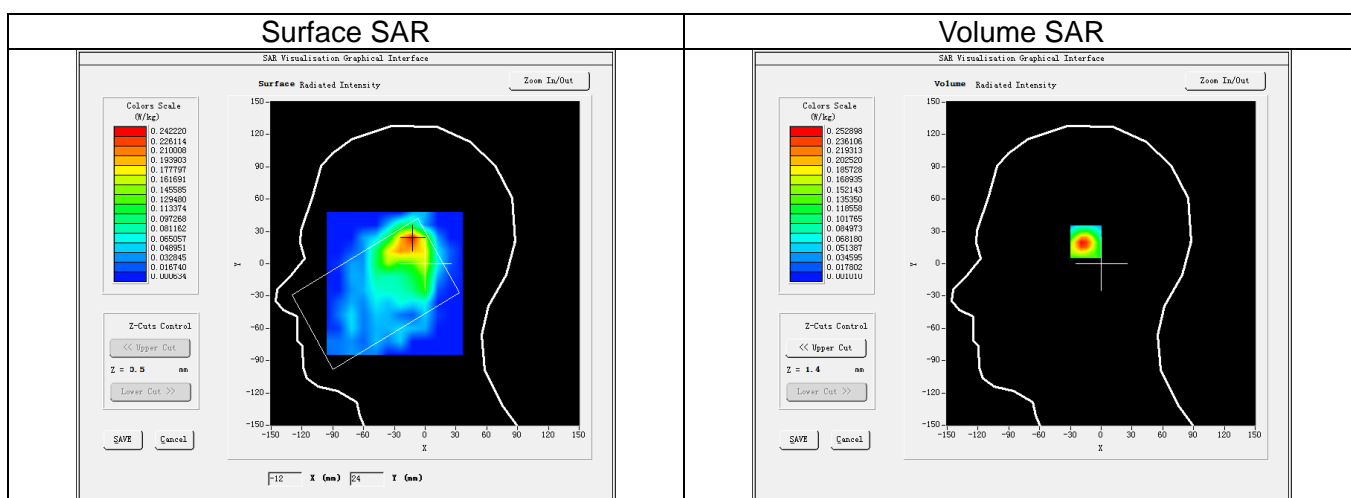 Surface SAR
Volume SAR
SAR Visualisation Graphical Interface
Surface Radiated Intensity
Zoom In/Out
Colors Scale
(W/kg)
0.242220
0.226114
0.210008
0.193903
0.177797
0.161691
0.145585
0.129480
0.113374
0.097268
0.081162
0.065057
0.048951
0.032845
0.016740
0.000634
Z-Cuts Control
<< Upper Cut
Z = 3.5 mm
Lower Cut >>
SAVE Cancel
150
120
90
60
30
0
-30
-60
-90
-120
-150
Y
-150 -120 -90 -60 -30 0 30 60 90 120 150
X
-12 X (mm) 24 Y (mm)
SAR Visualisation Graphical Interface
Volume Radiated Intensity
Zoom In/Out
Colors Scale
(W/kg)
0.252898
0.236106
0.219313
0.202520
0.185728
0.168935
0.152143
0.135350
0.118558
0.101765
0.084973
0.068180
0.051387
0.034595
0.017802
0.001010
Z-Cuts Control
<< Upper Cut
Z = 1.4 mm
Lower Cut >>
SAVE Cancel
150
120
90
60
30
0
-30
-60
-90
-120
-150
Y
-150 -120 -90 -60 -30 0 30 60 90 120 150
X